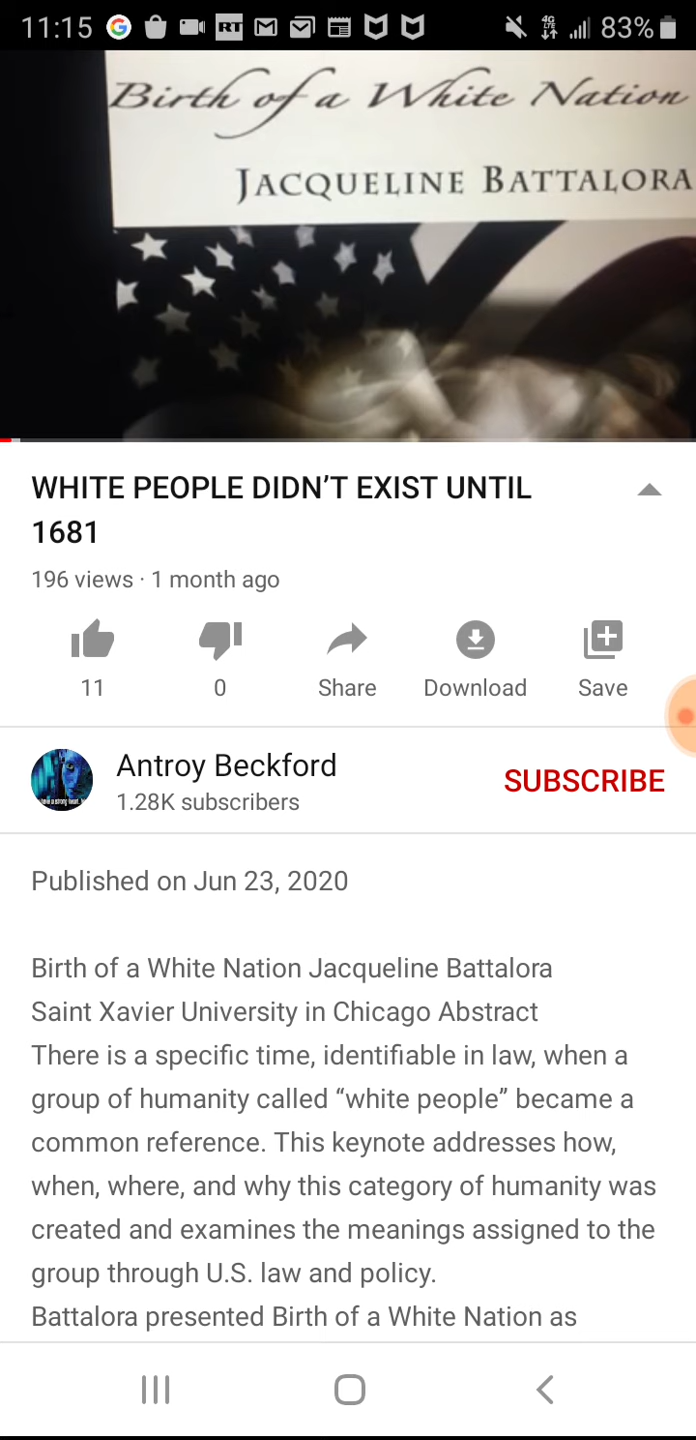 11:15 G RT M 4G LTE 83%
Birth of a White Nation
JACQUELINE BATTALORA
WHITE PEOPLE DIDN’T EXIST UNTIL
1681
196 views · 1 month ago
11 0 Share Download Save
Antroy Beckford
1.28K subscribers
SUBSCRIBE
Published on Jun 23, 2020
Birth of a White Nation Jacqueline Battalora
Saint Xavier University in Chicago Abstract
There is a specific time, identifiable in law, when a
group of humanity called “white people” became a
common reference. This keynote addresses how,
when, where, and why this category of humanity was
created and examines the meanings assigned to the
group through U.S. law and policy.
Battalora presented Birth of a White Nation as